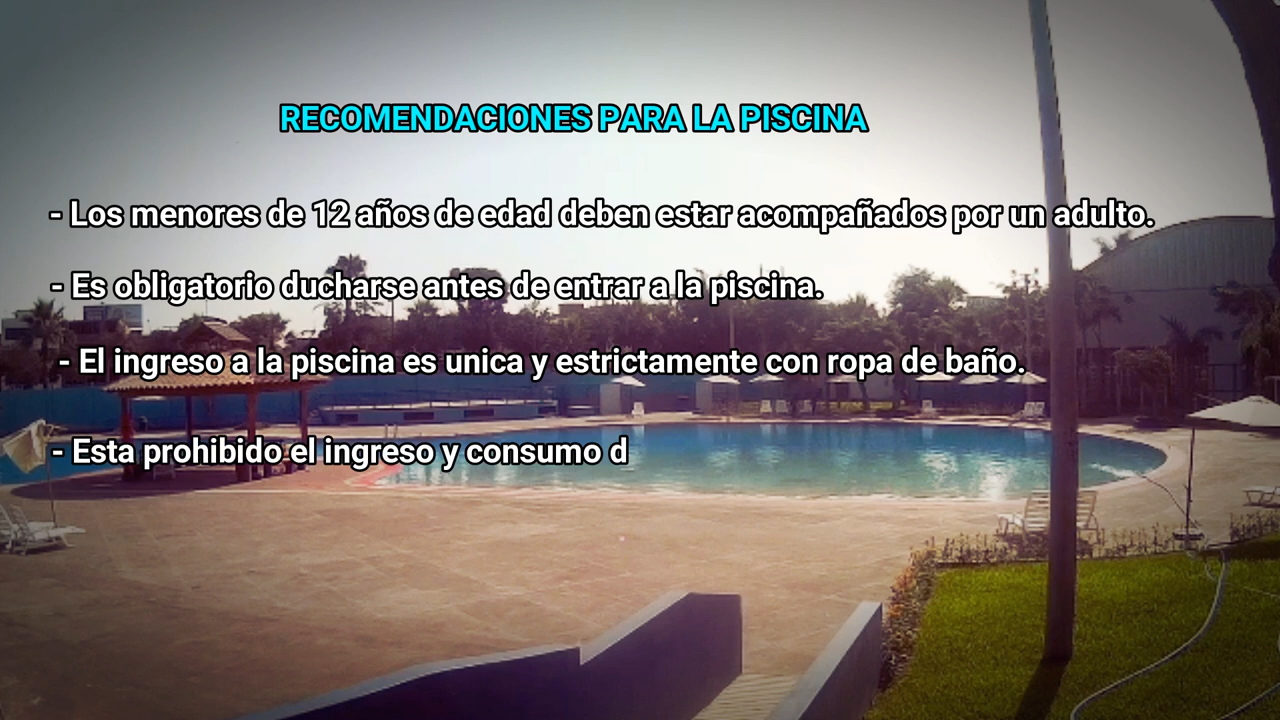 RECOMENDACIONES PARA LA PISCINA
- Los menores de 12 años de edad deben estar acompañados por un adulto.
- Es obligatorio ducharse antes de entrar a la piscina.
- El ingreso a la piscina es unica y estrictamente con ropa de baño.
- Esta prohibido el ingreso y consumo d